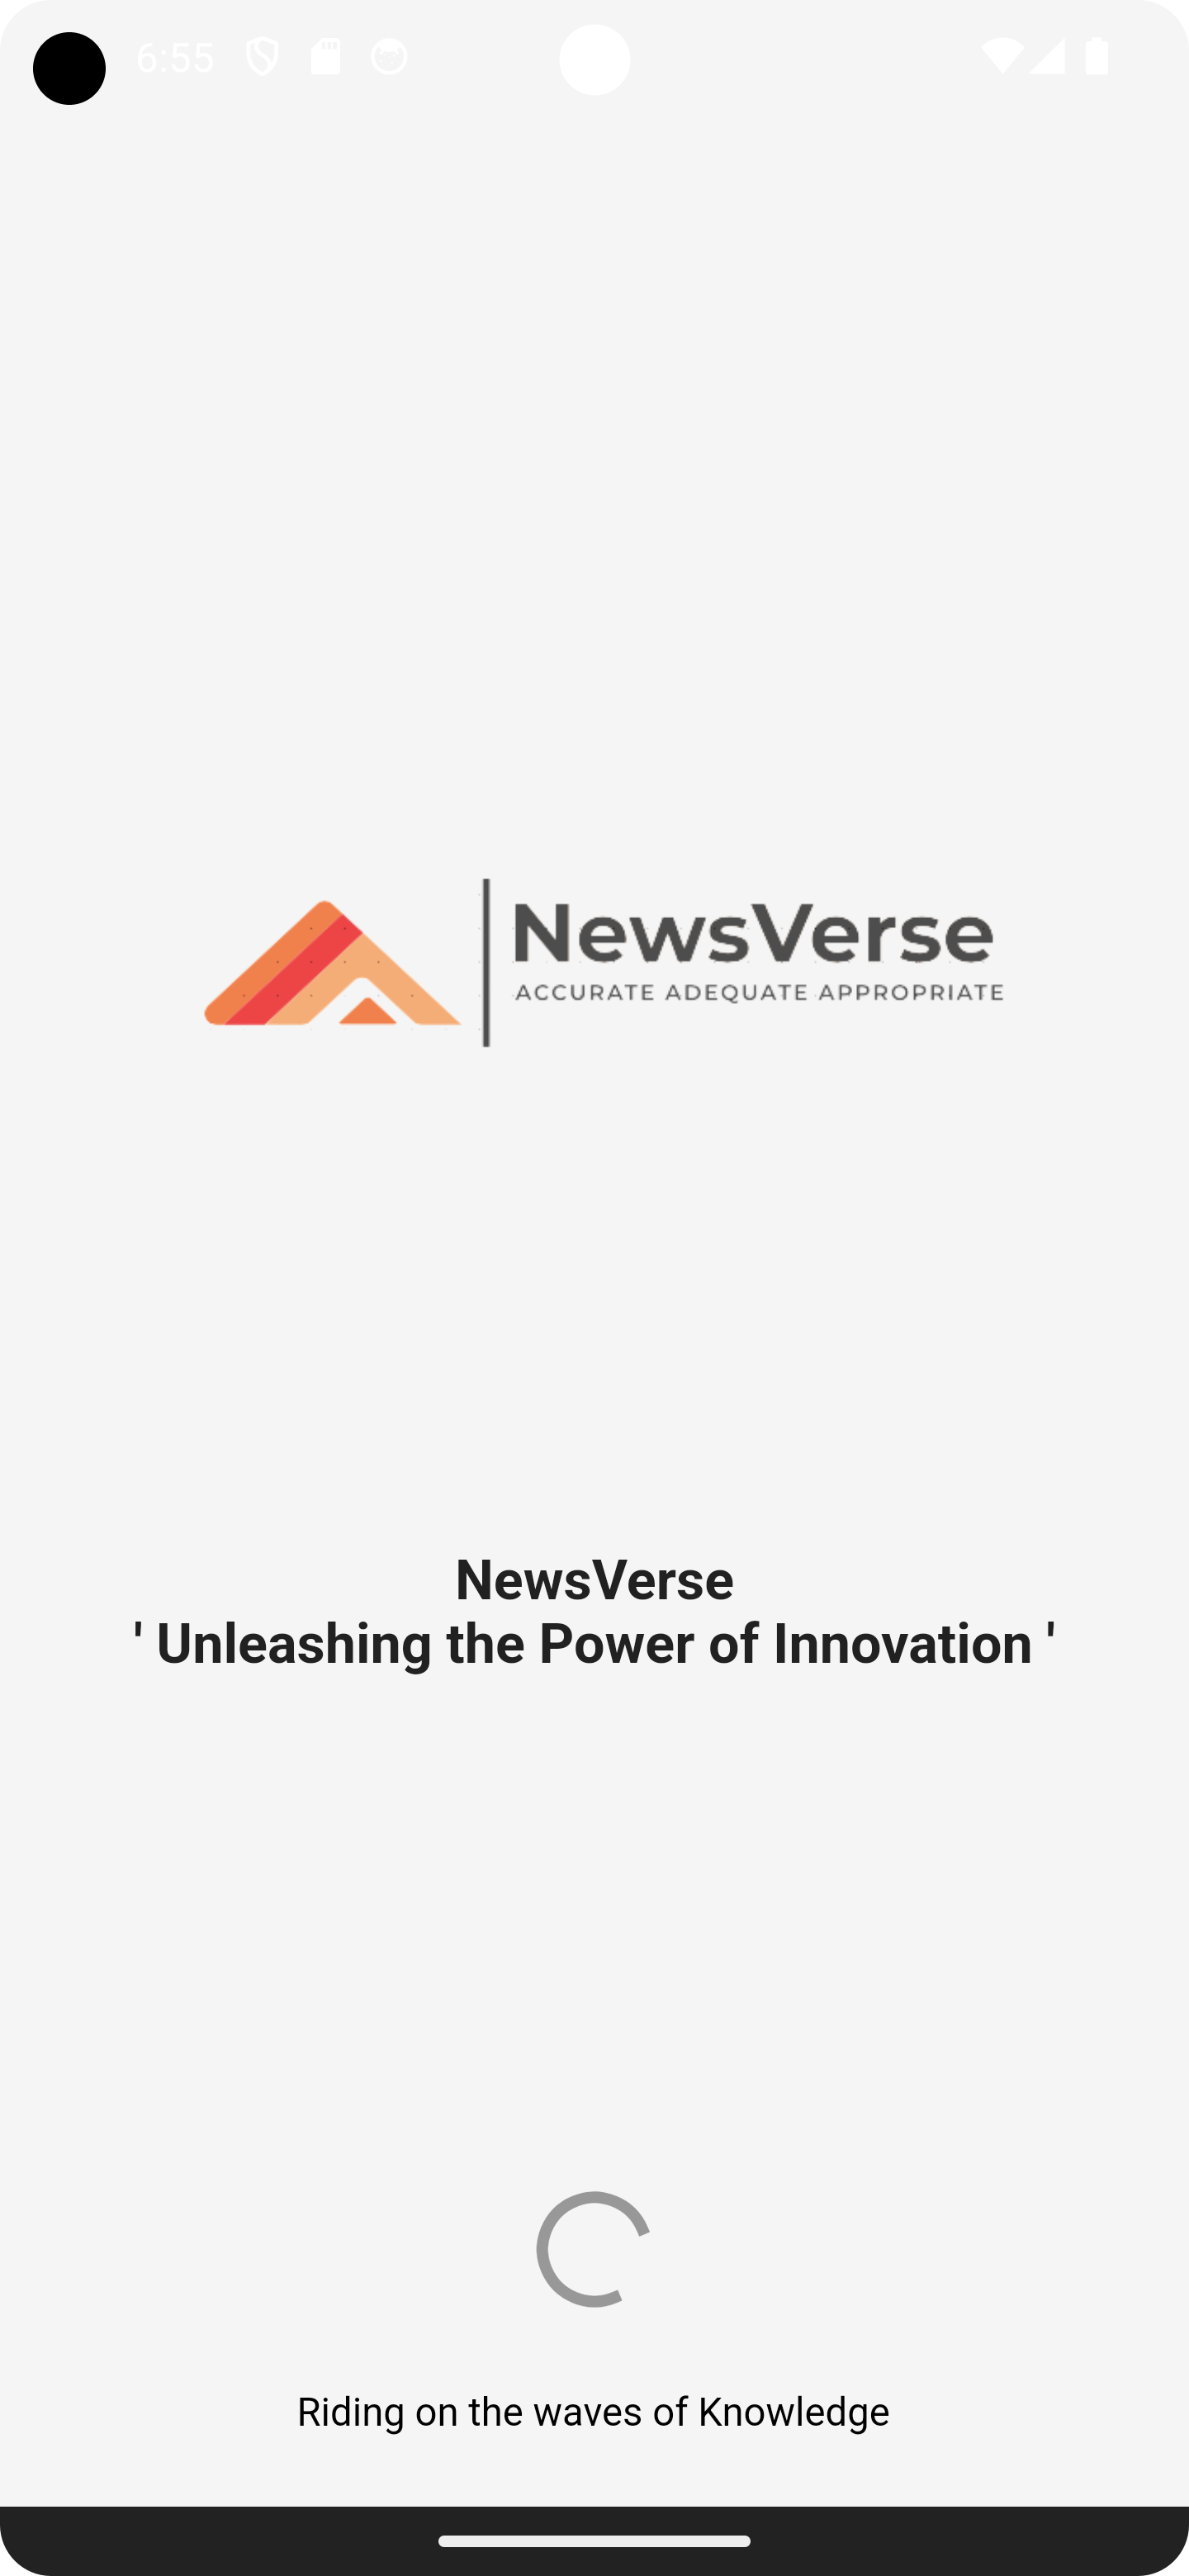 6:55
NewsVerse
ACCURATE ADEQUATE APPROPRIATE
NewsVerse
' Unleashing the Power of Innovation '
Riding on the waves of Knowledge